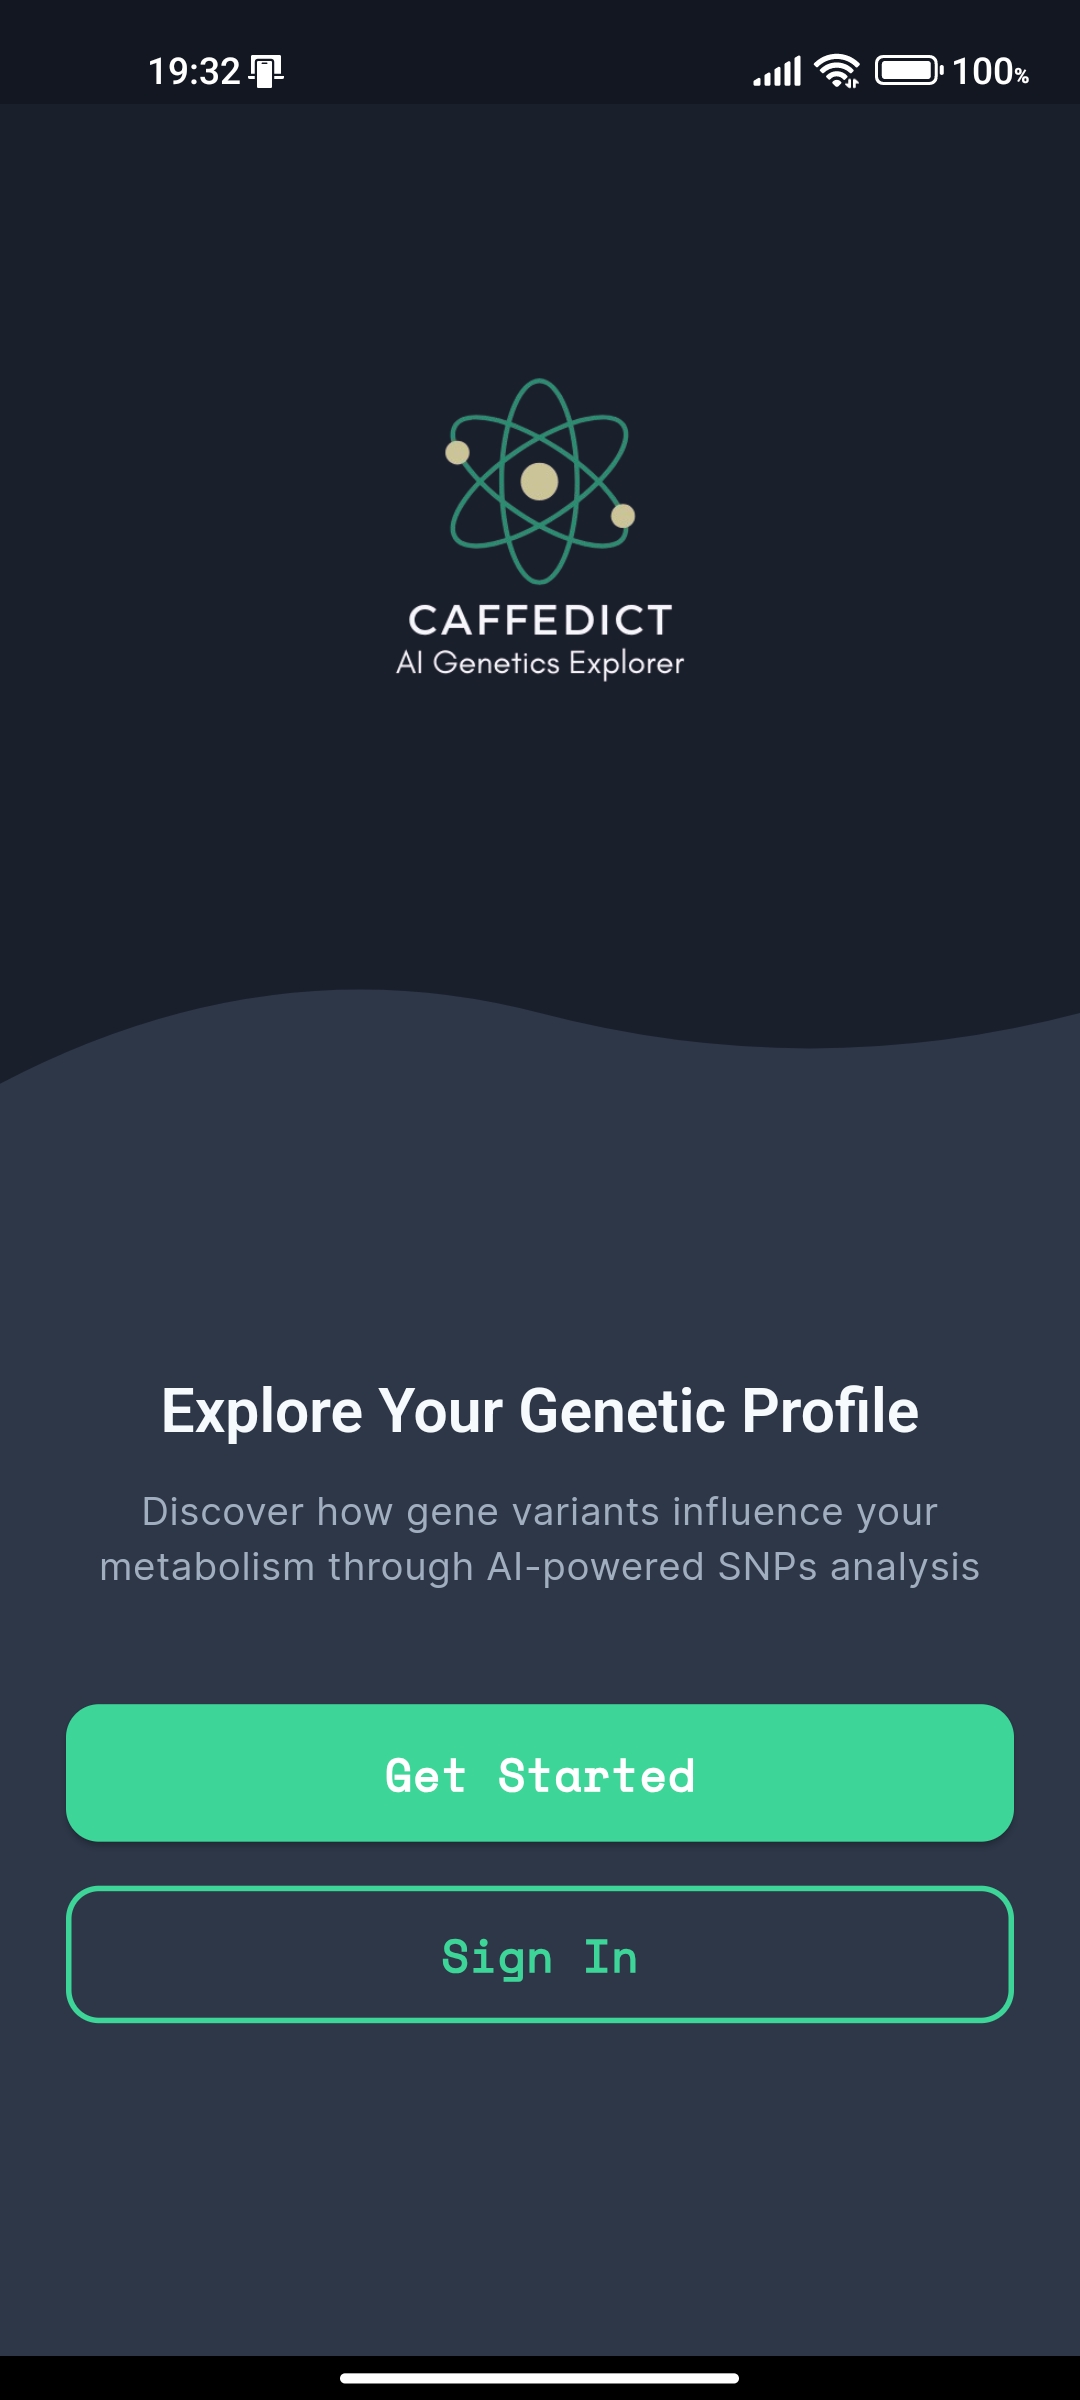 19:32 100%
CAFFEDICT
AI Genetics Explorer
Explore Your Genetic Profile
Discover how gene variants influence your
metabolism through AI-powered SNPs analysis
Get Started
Sign In